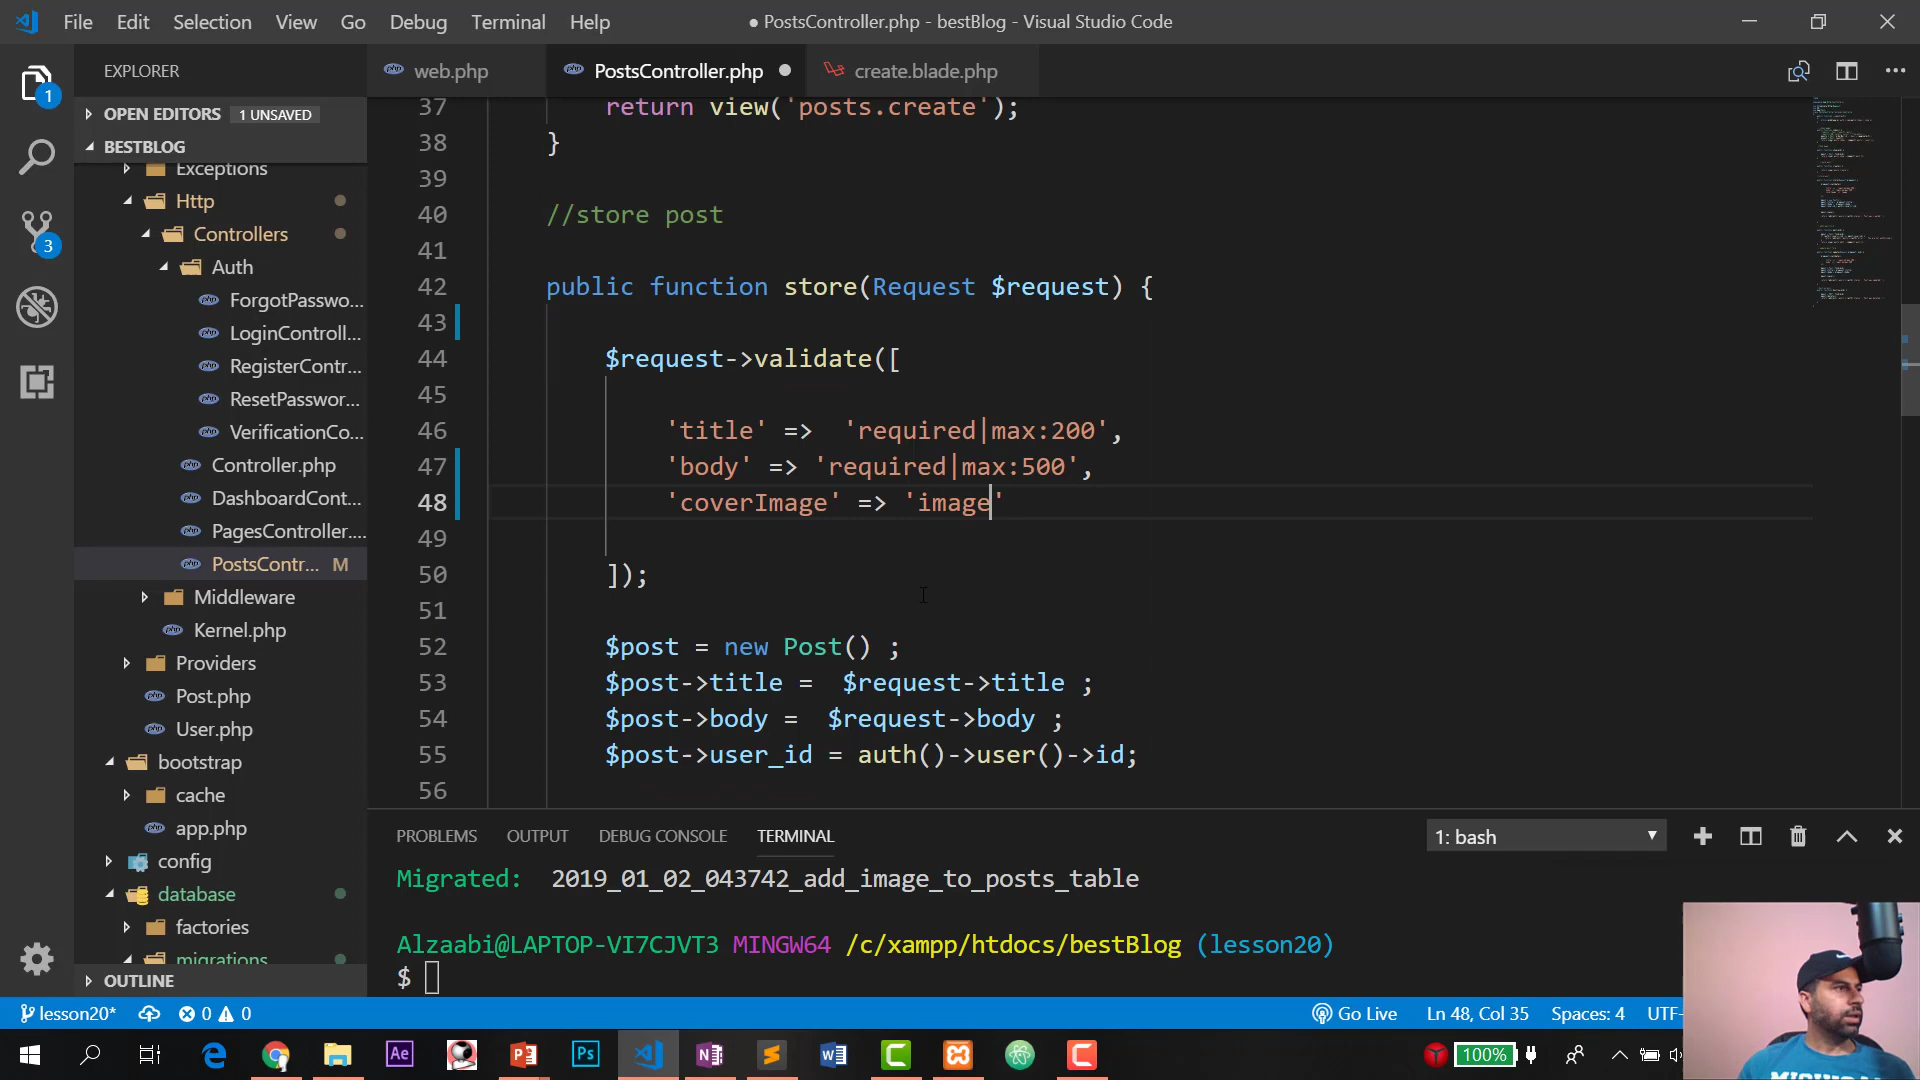 File Edit Selection View Go Debug Terminal Help
● PostsController.php - bestBlog - Visual Studio Code
EXPLORER
web.php
PostsController.php
create.blade.php
OPEN EDITORS 1 UNSAVED
BESTBLOG
Exceptions
Http
Controllers
Auth
ForgotPasswo...
LoginControll...
RegisterContr...
ResetPasswor...
VerificationCo...
Controller.php
DashboardCont...
PagesController....
PostsContr... M
Middleware
Kernel.php
Providers
Post.php
User.php
bootstrap
cache
app.php
config
database
factories
migrations
OUTLINE
1
3
37 return view('posts.create');
38 }
39
40 //store post
41
42 public function store(Request $request) {
43
44 $request->validate([
45
46 'title' =>  'required|max:200',
47 'body' => 'required|max:500',
48 'coverImage' => 'image'
49
50 ]);
51
52 $post = new Post() ;
53 $post->title =  $request->title ;
54 $post->body =  $request->body ;
55 $post->user_id = auth()->user()->id;
56
PROBLEMS OUTPUT DEBUG CONSOLE TERMINAL
1: bash
Migrated:  2019_01_02_043742_add_image_to_posts_table
Alzaabi@LAPTOP-VI7CJVT3 MINGW64 /c/xampp/htdocs/bestBlog (lesson20)
$
lesson20* 0 0 Go Live Ln 48, Col 35 Spaces: 4 UTF-
Ae Ps 100%